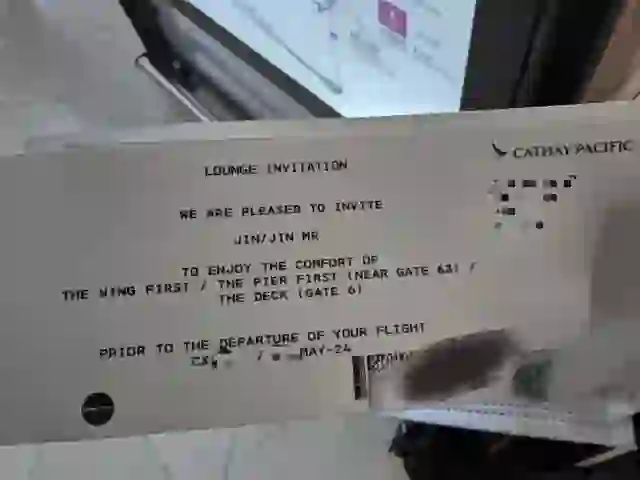 CATHAY PACIFIC
LOUNGE INVITATION
WE ARE PLEASED TO INVITE
JIN/JIN MR
TO ENJOY THE COMFORT OF
THE WING FIRST / THE PIER FIRST (NEAR GATE 63) /
THE DECK (GATE 6)
PRIOR TO THE DEPARTURE OF YOUR FLIGHT
/ MAY-24